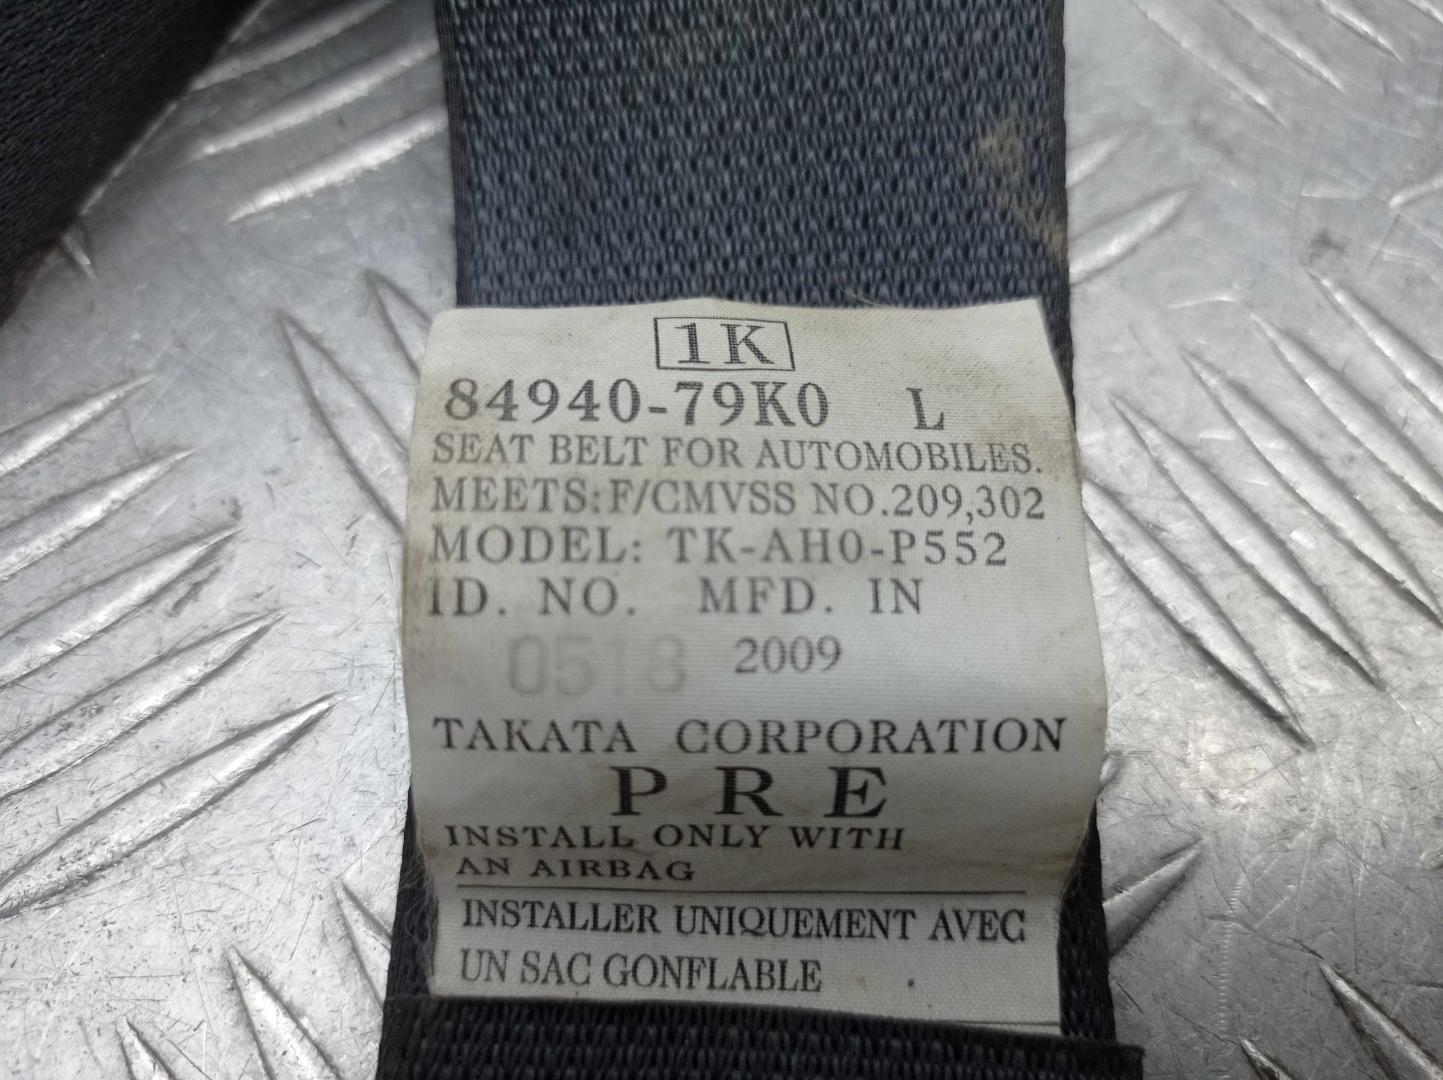 1K
84940-79K0 L
SEAT BELT FOR AUTOMOBILES.
MEETS:F/CMVSS NO.209,302
MODEL: TK-AH0-P552
ID. NO. MFD. IN
0518 2009
TAKATA CORPORATION
PRE
INSTALL ONLY WITH
AN AIRBAG
INSTALLER UNIQUEMENT AVEC
UN SAC GONFLABLE